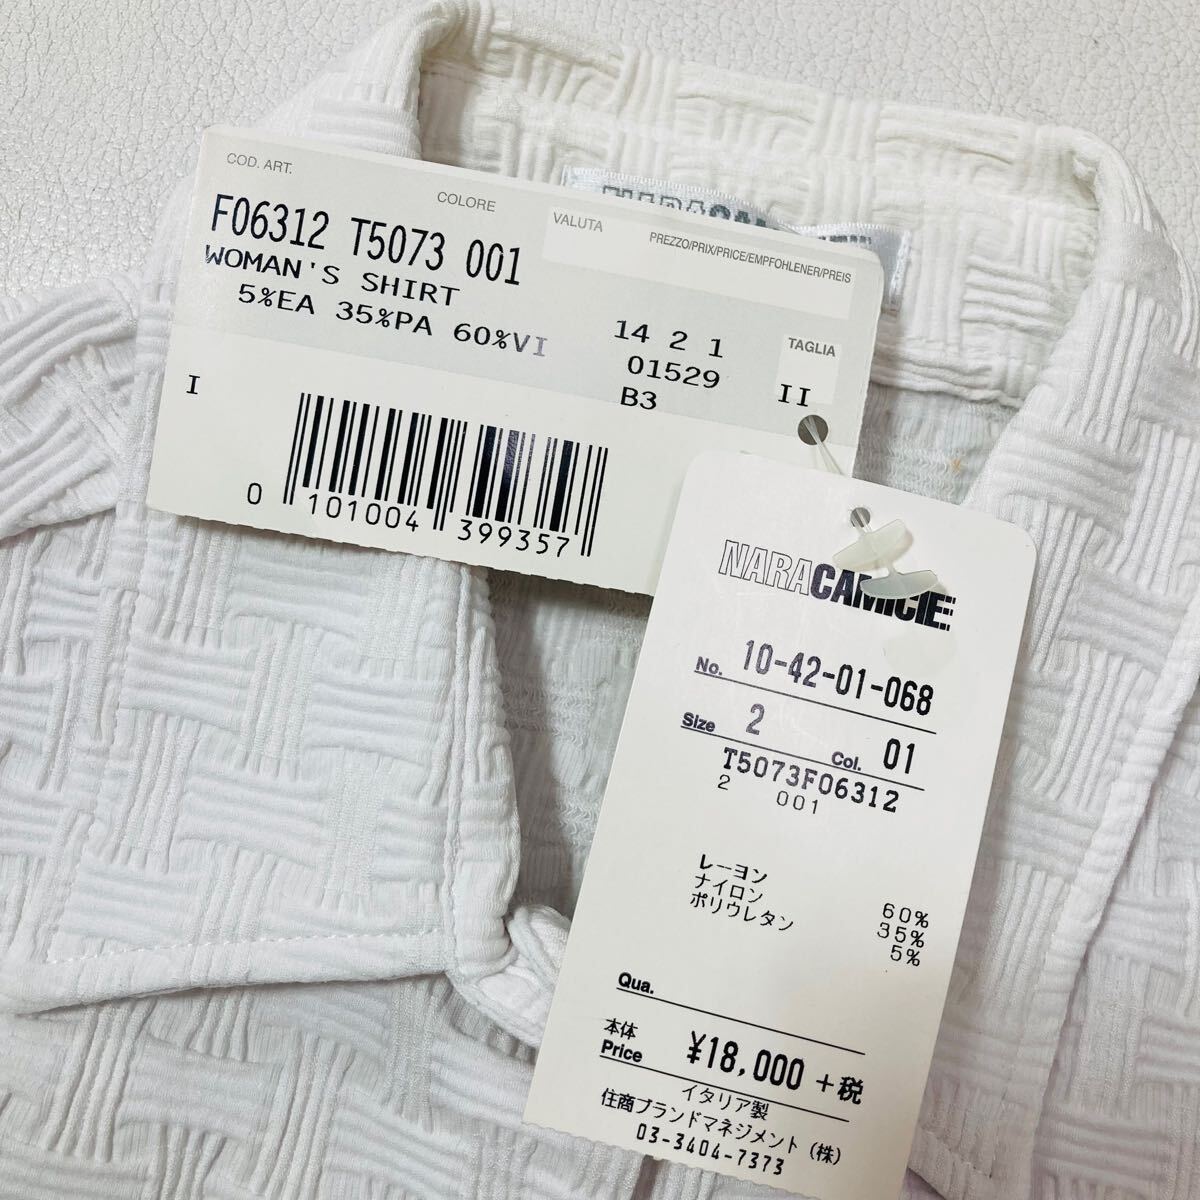 COD. ART.
COLORE
VALUTA
PREZZO/PRIX/PRICE/EMPFOHLENER/PREIS
F06312 T5073 001
WOMAN'S SHIRT
5%EA 35%PA 60%VI
14 2 1
01529
B3
TAGLIA
II
I
0 101004 399357
NARACAMICIE
No. 10-42-01-068
Size 2 Col. 01
T5073F06312
2 001
レーヨン 60%
ナイロン 35%
ポリウレタン 5%
Qua.
本体
Price ¥18,000 +税
イタリア製
住商ブランドマネジメント(株)
03-3404-7373